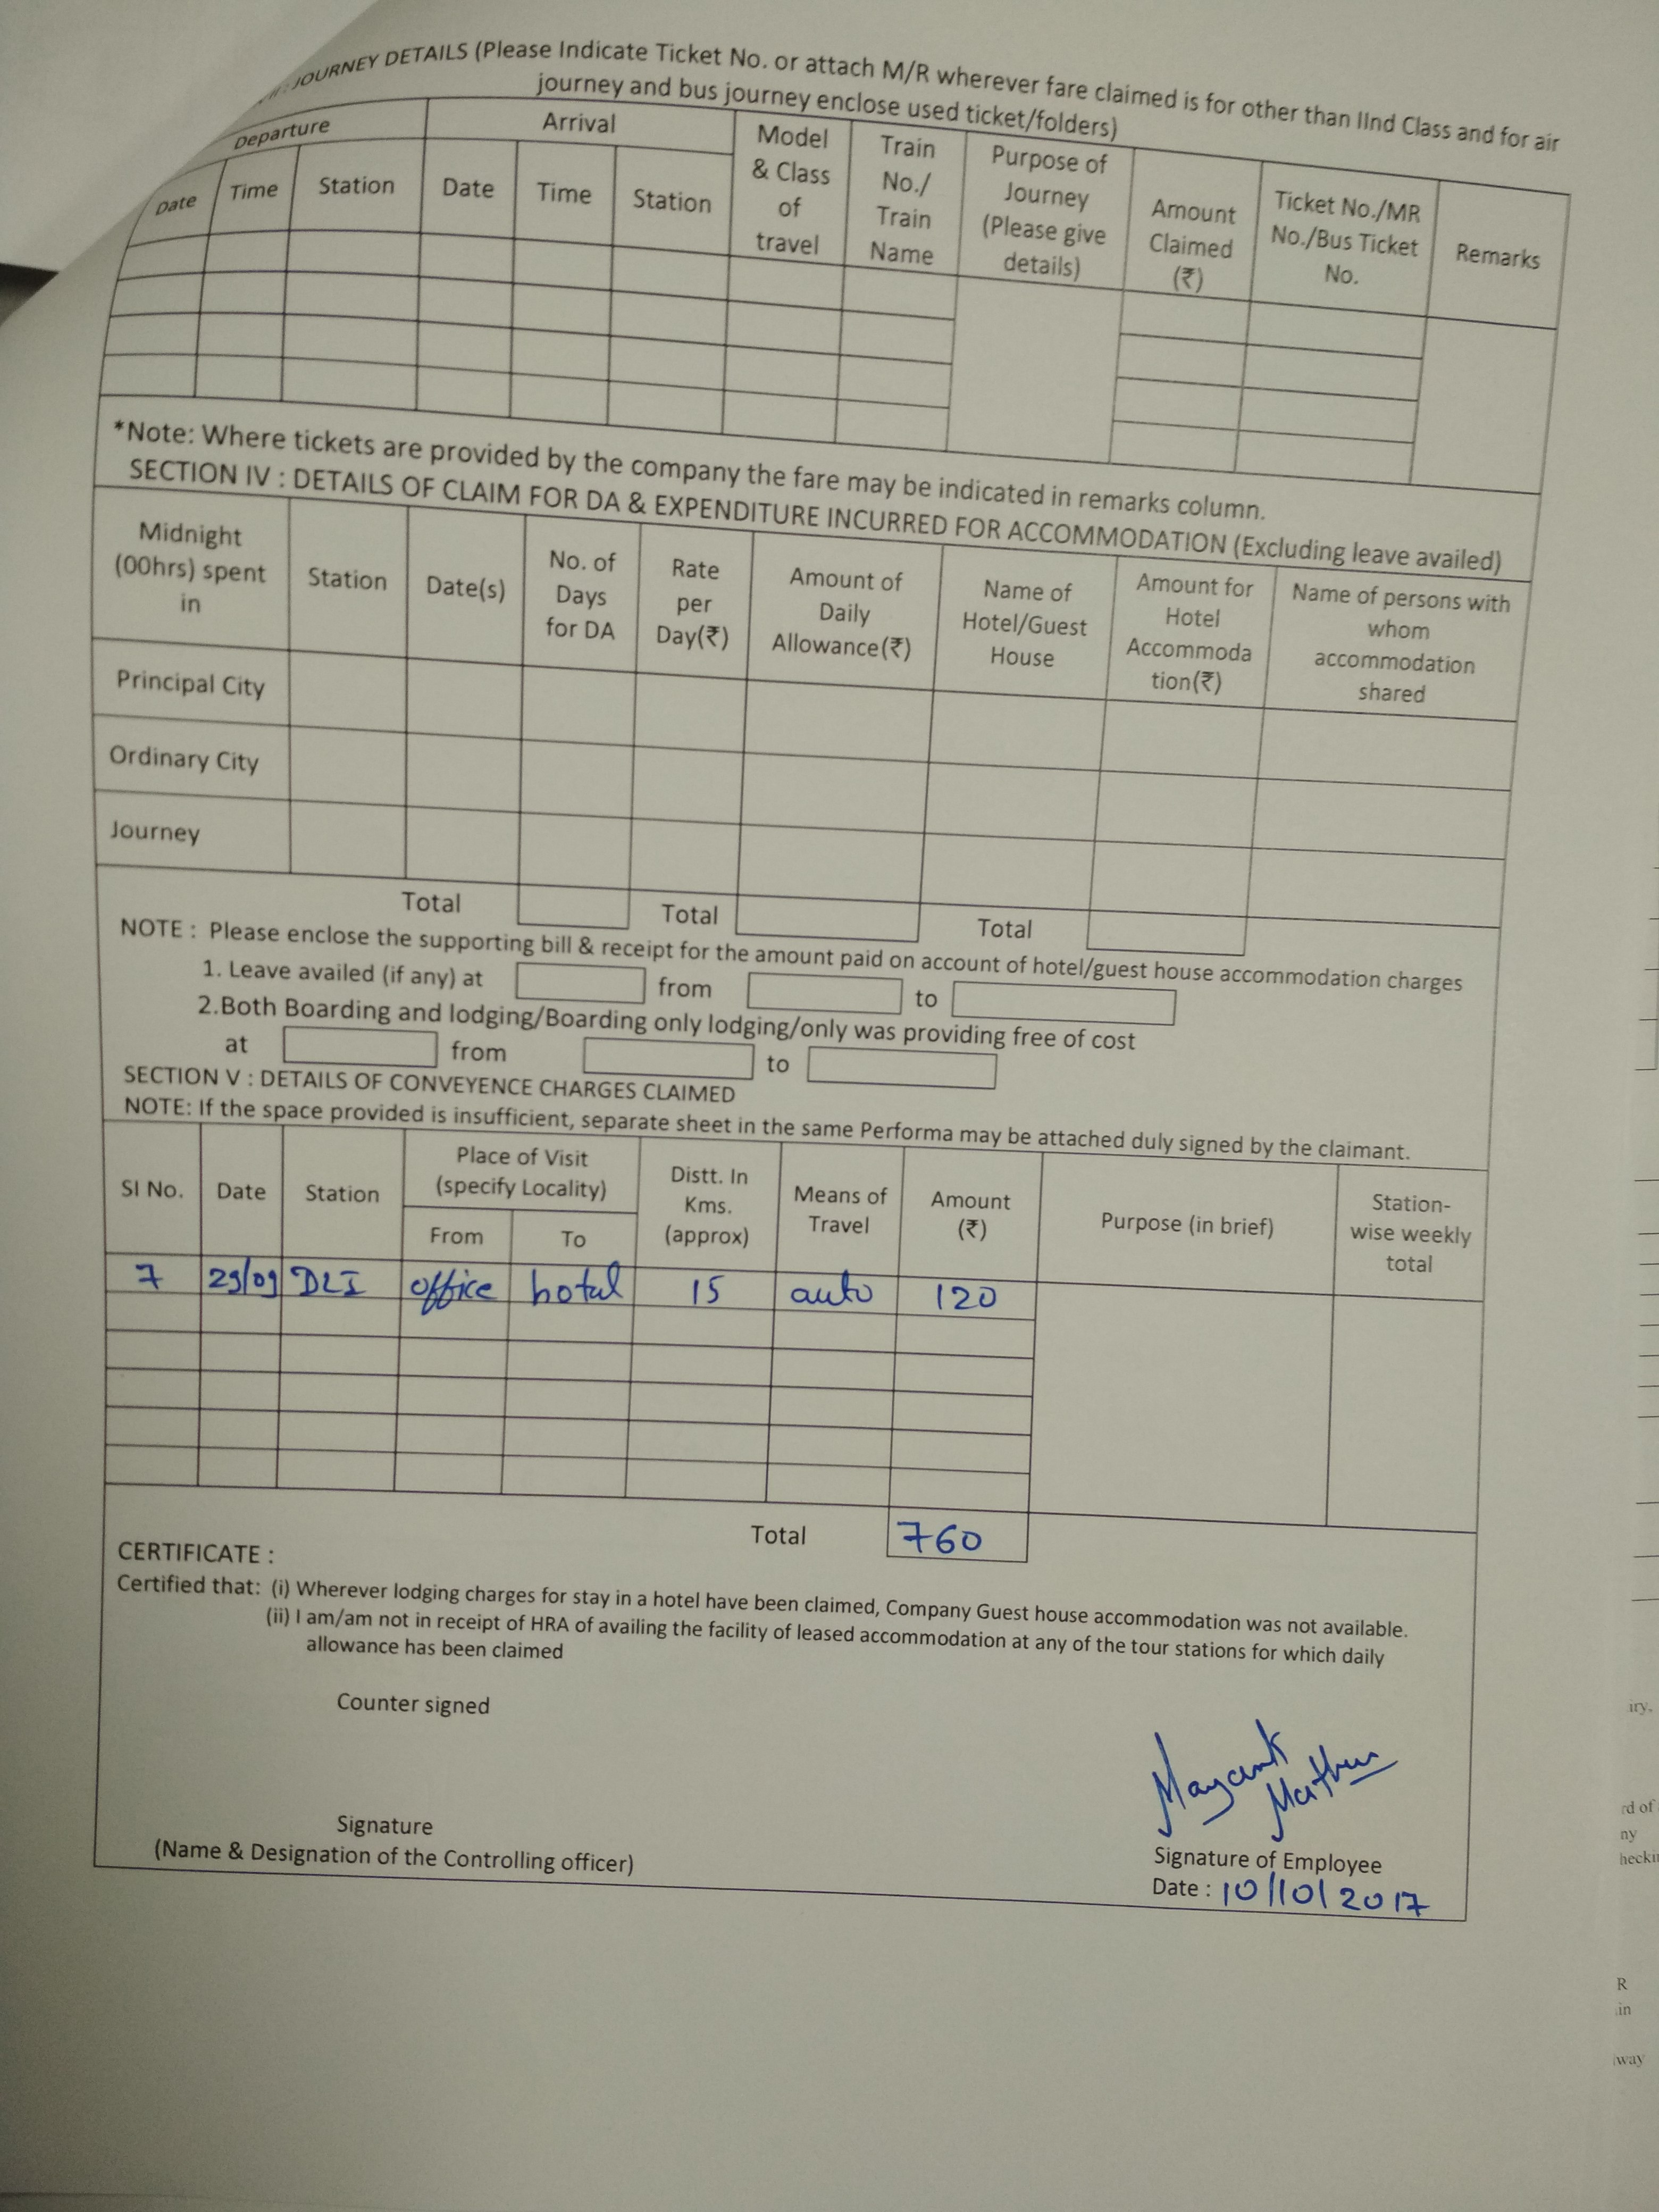 JOURNEY DETAILS (Please Indicate Ticket No. or attach M/R wherever fare claimed is for other than IInd Class and for air
journey and bus journey enclose used ticket/folders)
Departure Arrival Model & Class of travel Train No./ Train Name Purpose of Journey (Please give details) Amount Claimed (₹) Ticket No./MR No./Bus Ticket No. Remarks
Date Time Station Date Time Station
*Note: Where tickets are provided by the company the fare may be indicated in remarks column.
SECTION IV : DETAILS OF CLAIM FOR DA & EXPENDITURE INCURRED FOR ACCOMMODATION (Excluding leave availed)
Midnight (00hrs) spent in Station Date(s) No. of Days for DA Rate per Day(₹) Amount of Daily Allowance(₹) Name of Hotel/Guest House Amount for Hotel Accommoda tion(₹) Name of persons with whom accommodation shared
Principal City
Ordinary City
Journey
Total Total Total
NOTE : Please enclose the supporting bill & receipt for the amount paid on account of hotel/guest house accommodation charges
1. Leave availed (if any) at from to
2.Both Boarding and lodging/Boarding only lodging/only was providing free of cost
at from to
SECTION V : DETAILS OF CONVEYENCE CHARGES CLAIMED
NOTE: If the space provided is insufficient, separate sheet in the same Performa may be attached duly signed by the claimant.
SI No. Date Station Place of Visit (specify Locality) Distt. In Kms. (approx) Means of Travel Amount (₹) Purpose (in brief) Station-wise weekly total
From To
7 29/09 DLI office hotel 15 auto 120
Total 760
CERTIFICATE :
Certified that: (i) Wherever lodging charges for stay in a hotel have been claimed, Company Guest house accommodation was not available.
(ii) I am/am not in receipt of HRA of availing the facility of leased accommodation at any of the tour stations for which daily
allowance has been claimed
Counter signed
Mayank
Mathur
Signature
(Name & Designation of the Controlling officer)
Signature of Employee
Date : 10/10/2017
iry.
rd of
ny
R
in
way